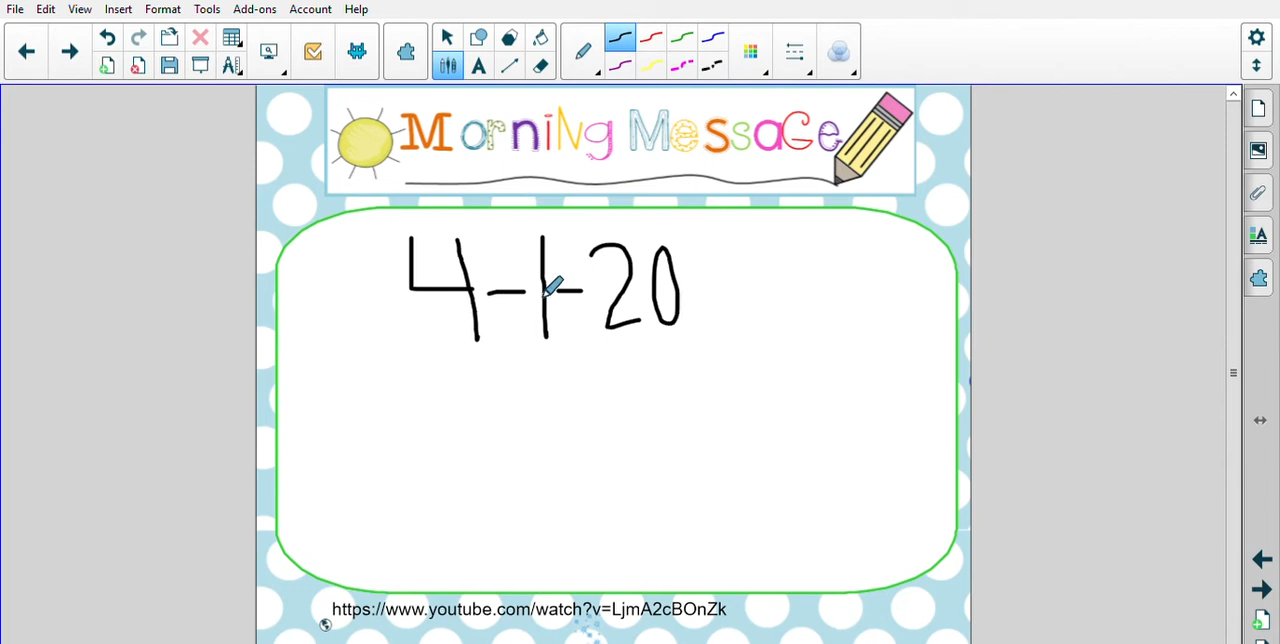 File Edit View Insert Format Tools Add-ons Account Help
Morning Message
4-1-20
https://www.youtube.com/watch?v=LjmA2cBOnZk